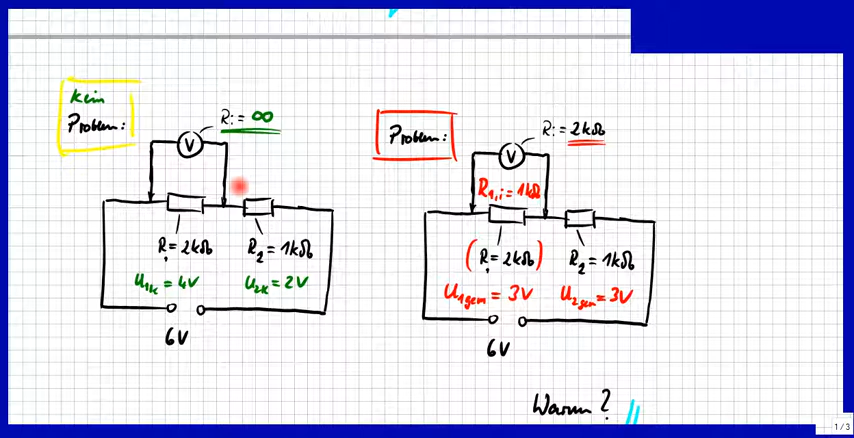 kein
Problem:
Ri = ∞
V
R₁ = 2kΩ
R₂ = 1kΩ
U₁ₖ = 4V
U₂ₖ = 2V
6V
Problem:
Ri = 2kΩ
V
R₁,ᵢ = 1kΩ
(R₁ = 2kΩ)
R₂ = 1kΩ
U₁gem = 3V
U₂gem = 3V
6V
Warum?
1/3